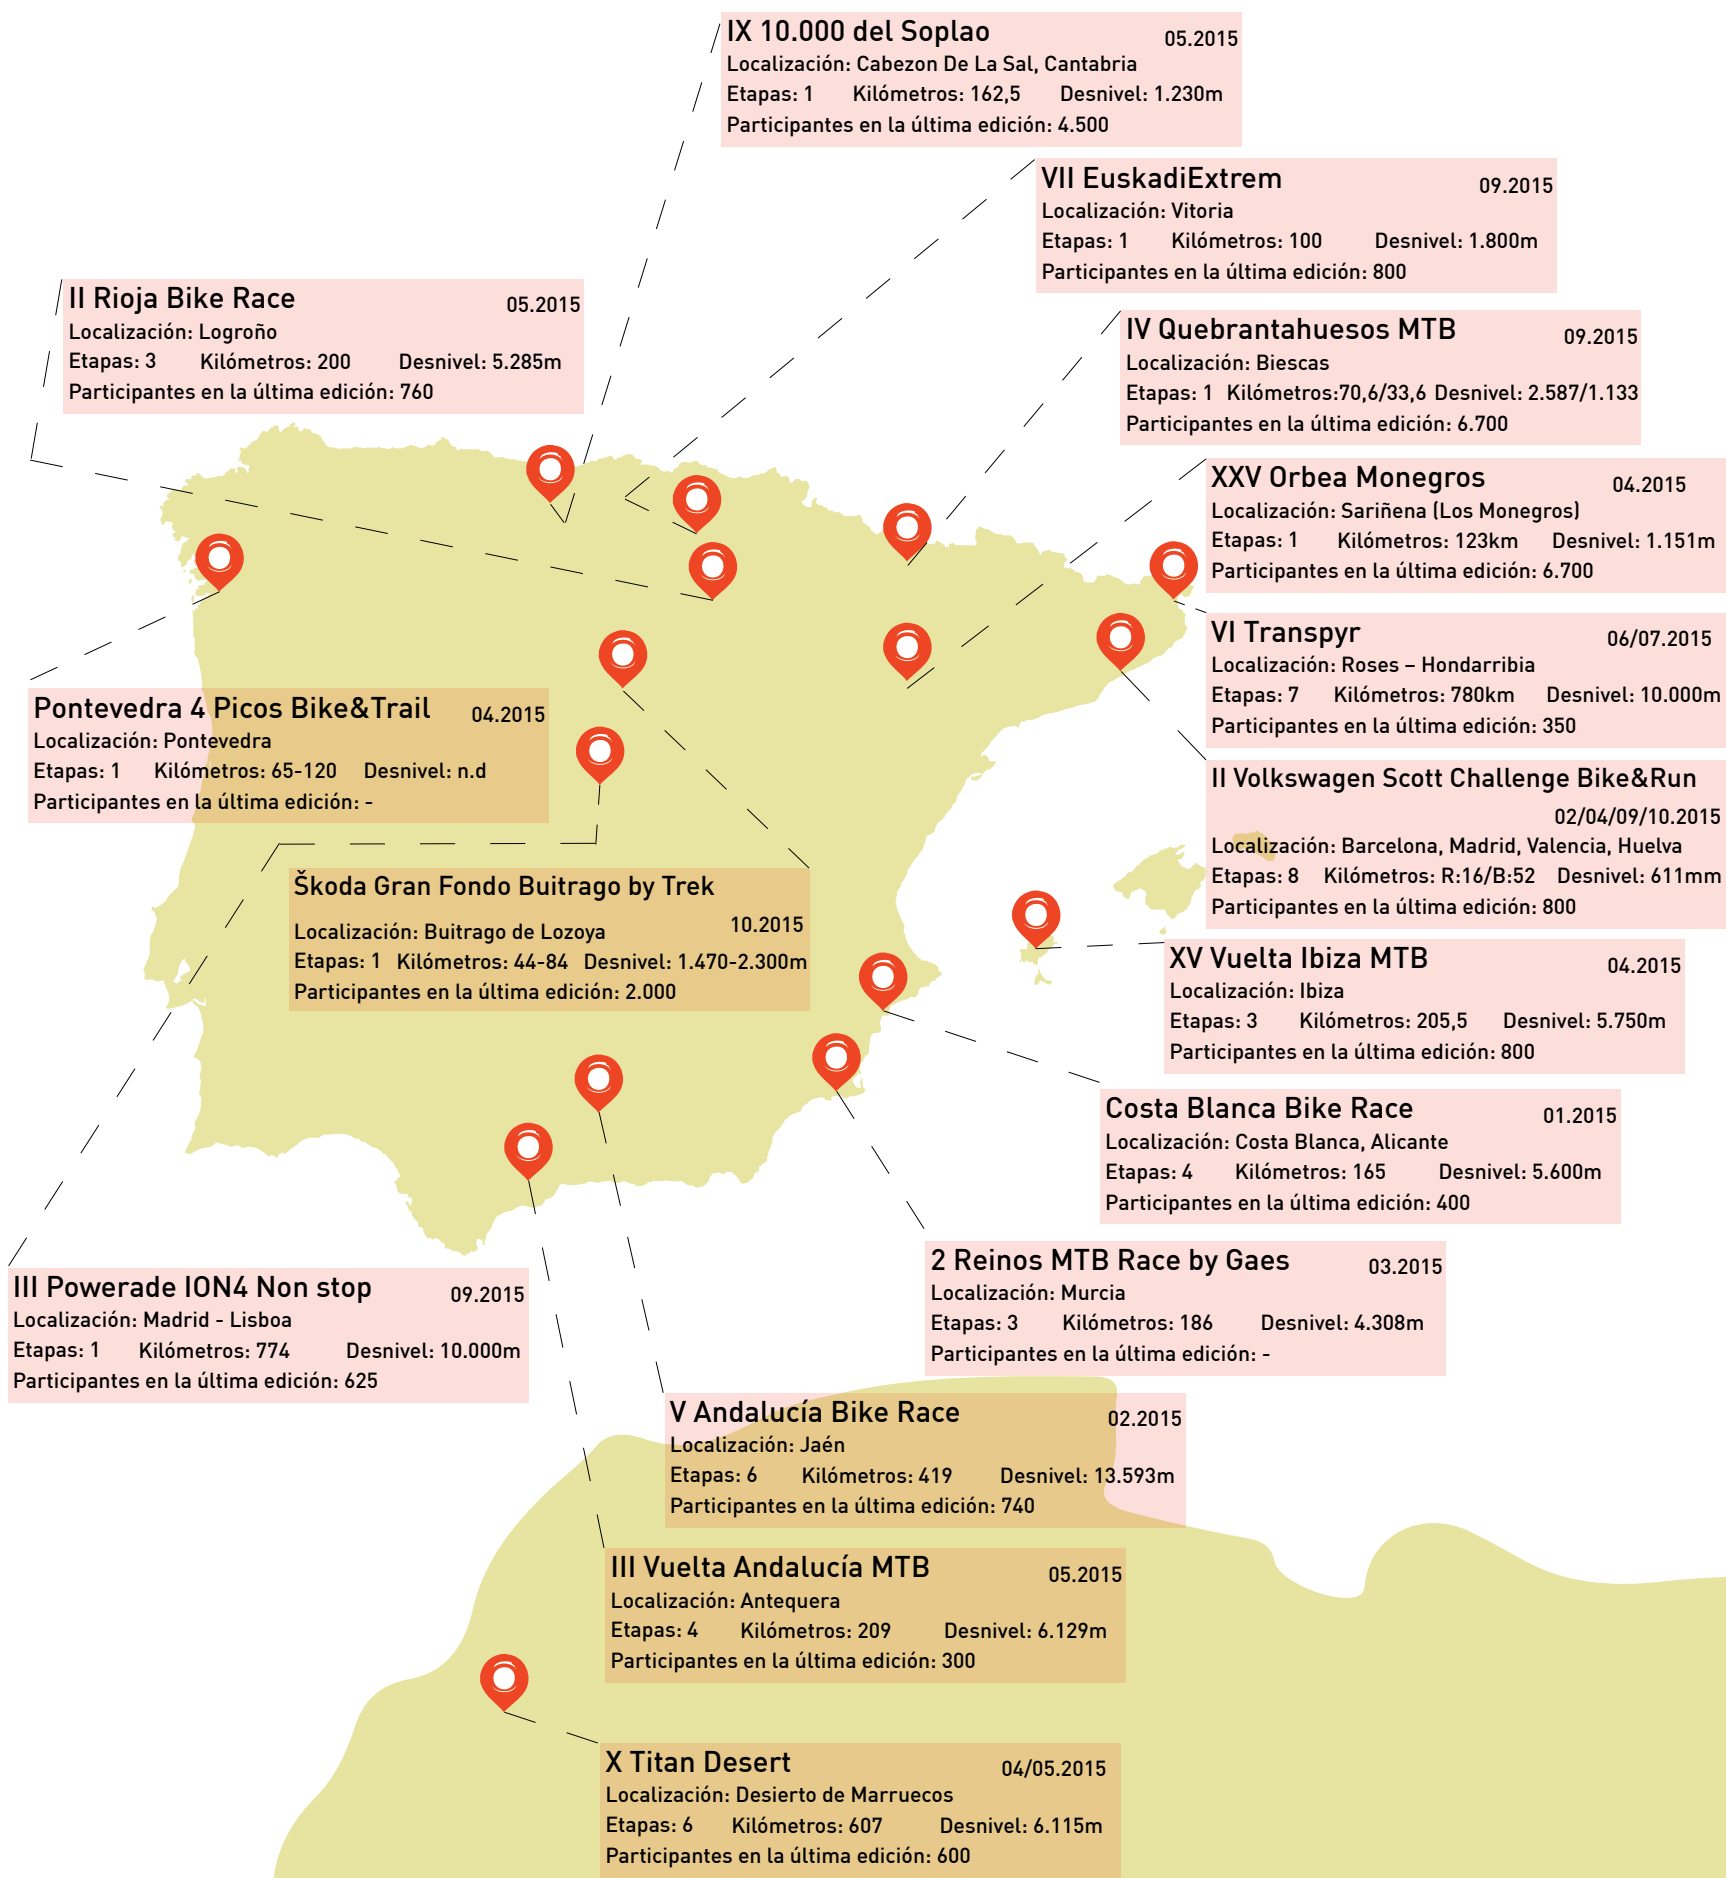 IX 10.000 del Soplao 05.2015
Localización: Cabezon De La Sal, Cantabria
Etapas: 1 Kilómetros: 162,5 Desnivel: 1.230m
Participantes en la última edición: 4.500
VII EuskadiExtrem 09.2015
Localización: Vitoria
Etapas: 1 Kilómetros: 100 Desnivel: 1.800m
Participantes en la última edición: 800
II Rioja Bike Race 05.2015
Localización: Logroño
Etapas: 3 Kilómetros: 200 Desnivel: 5.285m
Participantes en la última edición: 760
IV Quebrantahuesos MTB 09.2015
Localización: Biescas
Etapas: 1 Kilómetros:70,6/33,6 Desnivel: 2.587/1.133
Participantes en la última edición: 6.700
XXV Orbea Monegros 04.2015
Localización: Sariñena (Los Monegros)
Etapas: 1 Kilómetros: 123km Desnivel: 1.151m
Participantes en la última edición: 6.700
VI Transpyr 06/07.2015
Localización: Roses – Hondarribia
Etapas: 7 Kilómetros: 780km Desnivel: 10.000m
Participantes en la última edición: 350
Pontevedra 4 Picos Bike&Trail 04.2015
Localización: Pontevedra
Etapas: 1 Kilómetros: 65-120 Desnivel: n.d
Participantes en la última edición: -
II Volkswagen Scott Challenge Bike&Run
02/04/09/10.2015
Localización: Barcelona, Madrid, Valencia, Huelva
Etapas: 8 Kilómetros: R:16/B:52 Desnivel: 611mm
Participantes en la última edición: 800
Škoda Gran Fondo Buitrago by Trek
10.2015
Localización: Buitrago de Lozoya
Etapas: 1 Kilómetros: 44-84 Desnivel: 1.470-2.300m
Participantes en la última edición: 2.000
XV Vuelta Ibiza MTB 04.2015
Localización: Ibiza
Etapas: 3 Kilómetros: 205,5 Desnivel: 5.750m
Participantes en la última edición: 800
Costa Blanca Bike Race 01.2015
Localización: Costa Blanca, Alicante
Etapas: 4 Kilómetros: 165 Desnivel: 5.600m
Participantes en la última edición: 400
2 Reinos MTB Race by Gaes 03.2015
Localización: Murcia
Etapas: 3 Kilómetros: 186 Desnivel: 4.308m
Participantes en la última edición: -
III Powerade ION4 Non stop 09.2015
Localización: Madrid - Lisboa
Etapas: 1 Kilómetros: 774 Desnivel: 10.000m
Participantes en la última edición: 625
V Andalucía Bike Race 02.2015
Localización: Jaén
Etapas: 6 Kilómetros: 419 Desnivel: 13.593m
Participantes en la última edición: 740
III Vuelta Andalucía MTB 05.2015
Localización: Antequera
Etapas: 4 Kilómetros: 209 Desnivel: 6.129m
Participantes en la última edición: 300
X Titan Desert 04/05.2015
Localización: Desierto de Marruecos
Etapas: 6 Kilómetros: 607 Desnivel: 6.115m
Participantes en la última edición: 600